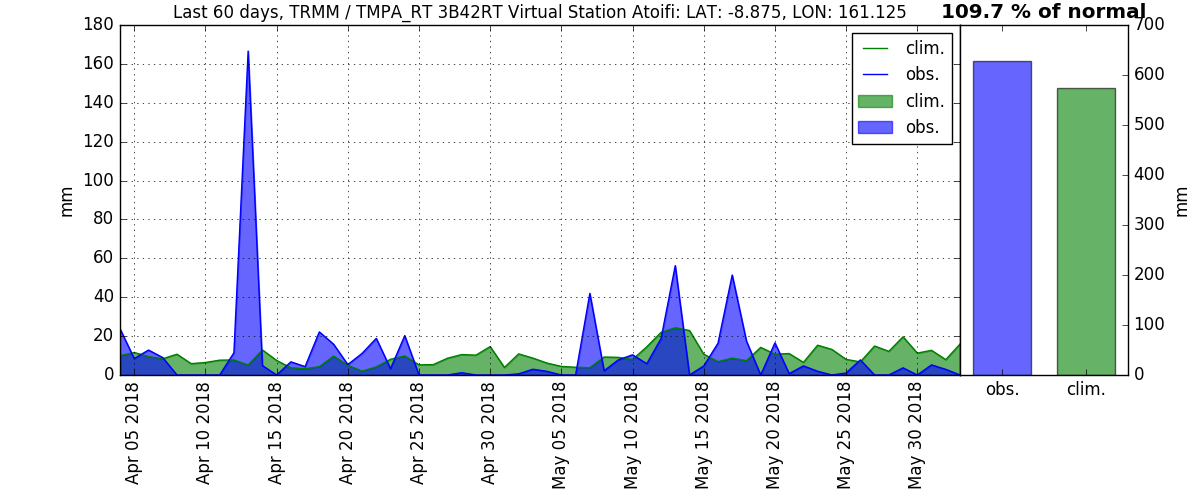 Last 60 days, TRMM / TMPA_RT 3B42RT Virtual Station Atoifi: LAT: -8.875, LON: 161.125
109.7 % of normal
180
160
140
120
100
80
60
40
20
0
mm
clim.
obs.
clim.
obs.
700
600
500
400
300
200
100
0
mm
Apr 05 2018
Apr 10 2018
Apr 15 2018
Apr 20 2018
Apr 25 2018
Apr 30 2018
May 05 2018
May 10 2018
May 15 2018
May 20 2018
May 25 2018
May 30 2018
obs.
clim.